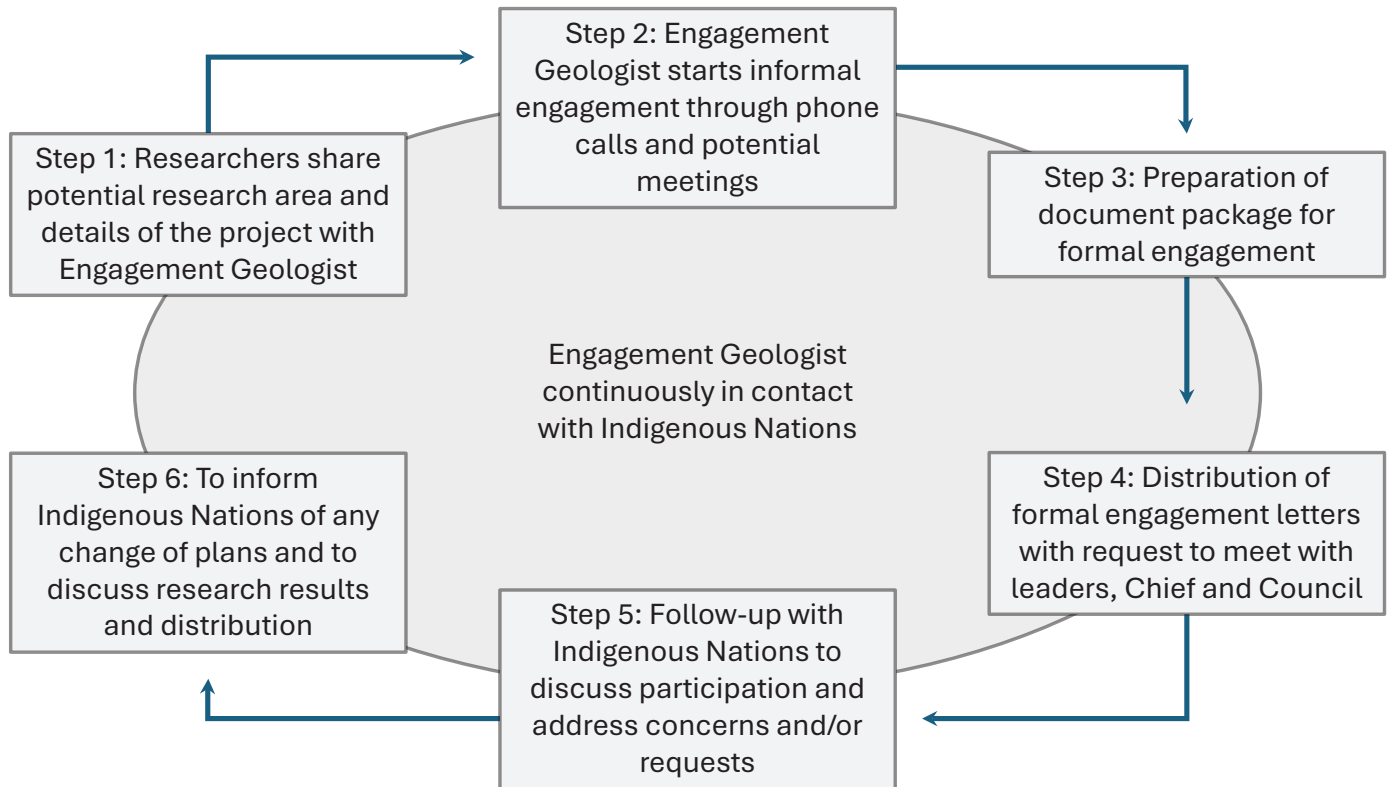 Step 1: Researchers share
potential research area and
details of the project with
Engagement Geologist
Step 2: Engagement
Geologist starts informal
engagement through phone
calls and potential
meetings
Step 3: Preparation of
document package for
formal engagement
Engagement Geologist
continuously in contact
with Indigenous Nations
Step 4: Distribution of
formal engagement letters
with request to meet with
leaders, Chief and Council
Step 5: Follow-up with
Indigenous Nations to
discuss participation and
address concerns and/or
requests
Step 6: To inform
Indigenous Nations of any
change of plans and to
discuss research results
and distribution